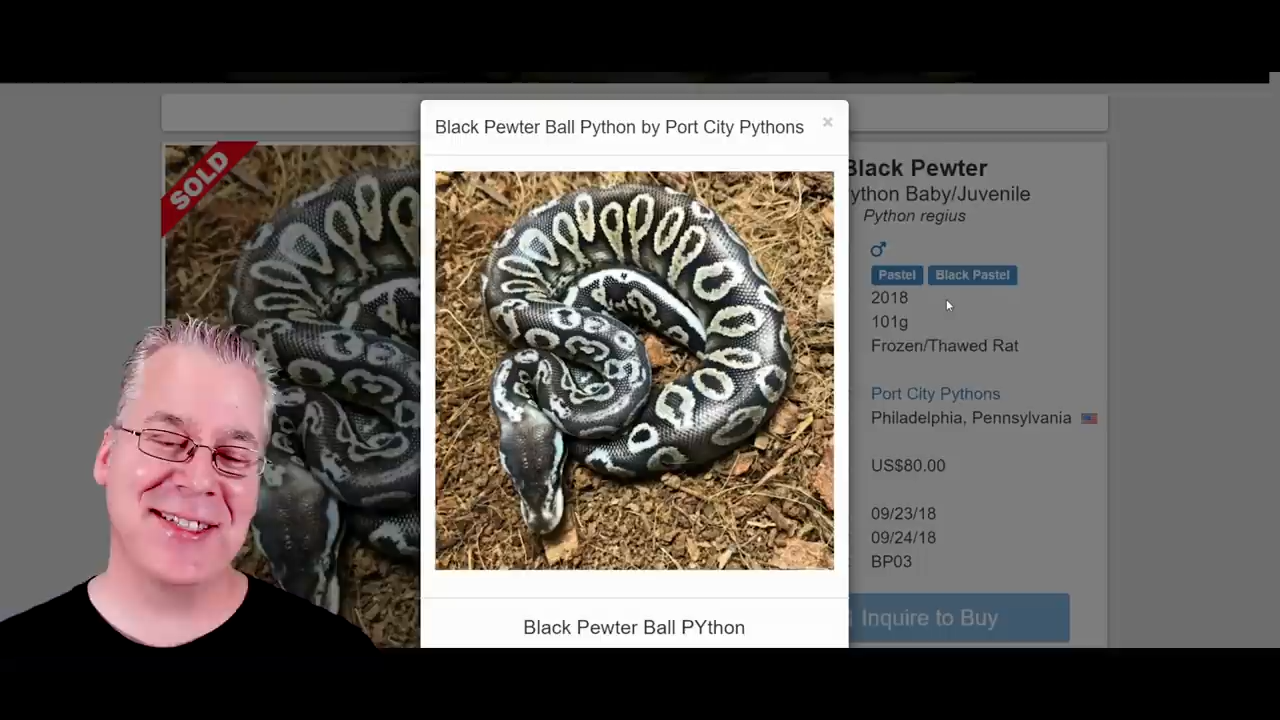 Black Pewter Ball Python by Port City Pythons
×
SOLD
Black Pewter
ython Baby/Juvenile
Python regius
♂
Pastel Black Pastel
2018
101g
Frozen/Thawed Rat
Port City Pythons
Philadelphia, Pennsylvania
US$80.00
09/23/18
09/24/18
BP03
Inquire to Buy
Black Pewter Ball PYthon